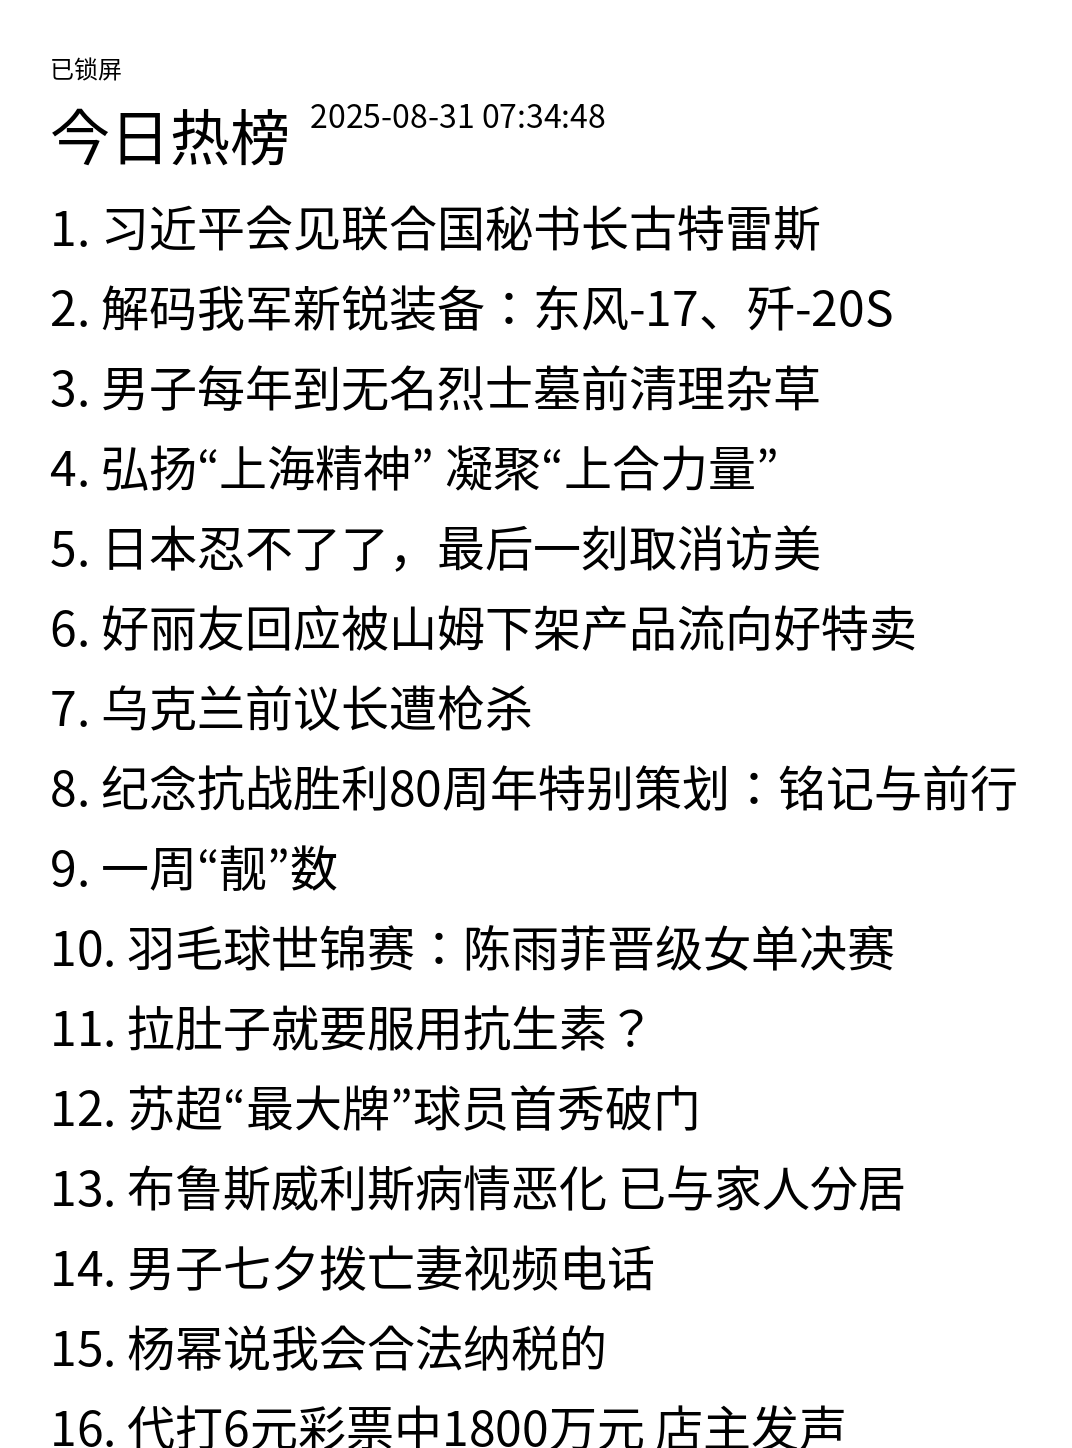 已锁屏
今日热榜 2025-08-31 07:34:48
1. 习近平会见联合国秘书长古特雷斯
2. 解码我军新锐装备：东风-17、歼-20S
3. 男子每年到无名烈士墓前清理杂草
4. 弘扬“上海精神” 凝聚“上合力量”
5. 日本忍不了了，最后一刻取消访美
6. 好丽友回应被山姆下架产品流向好特卖
7. 乌克兰前议长遭枪杀
8. 纪念抗战胜利80周年特别策划：铭记与前行
9. 一周“靓”数
10. 羽毛球世锦赛：陈雨菲晋级女单决赛
11. 拉肚子就要服用抗生素？
12. 苏超“最大牌”球员首秀破门
13. 布鲁斯威利斯病情恶化 已与家人分居
14. 男子七夕拨亡妻视频电话
15. 杨幂说我会合法纳税的
16. 代打6元彩票中1800万元 店主发声